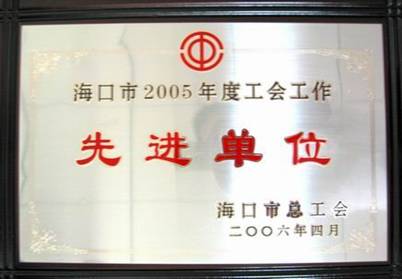 海口市2005年度工会工作
先进单位
海口市总工会
二〇〇六年四月